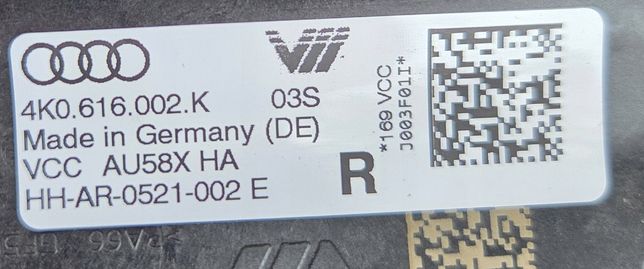 4K0.616.002.K 03S
Made in Germany (DE)
VCC AU58X HA
HH-AR-0521-002 E
R
*169 VCC
J003F01I*